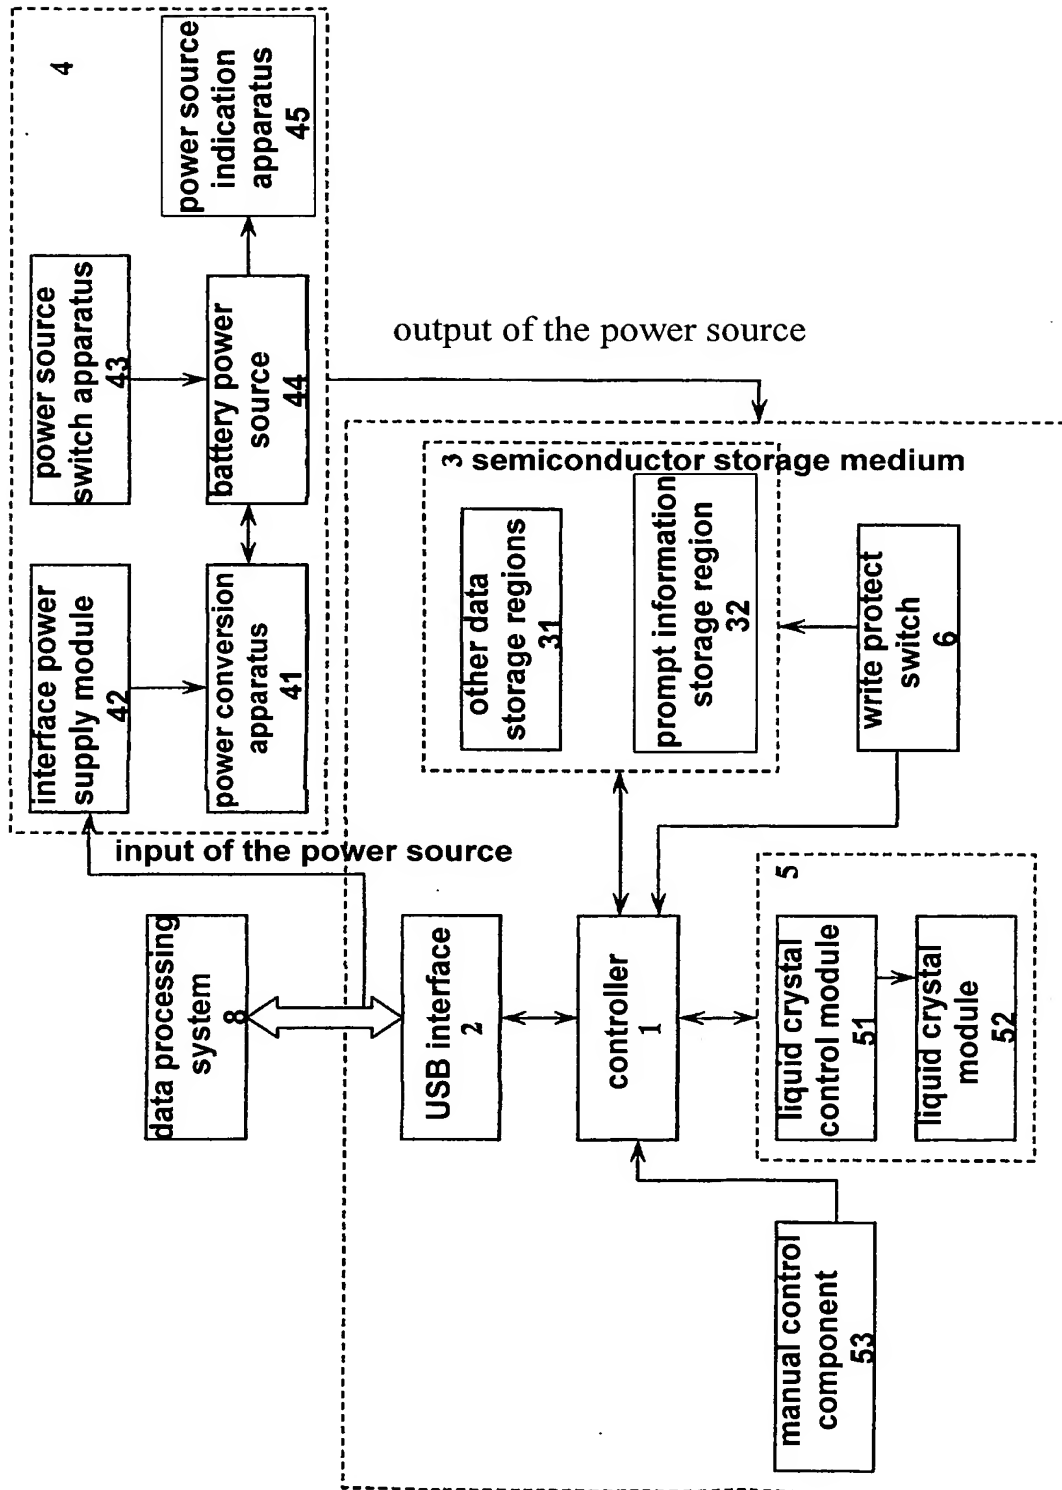 4
power source
indication
apparatus
45
power source
switch apparatus
43
battery power
source
44
interface power
supply module
42
power conversion
apparatus
41
output of the power source
input of the power source
3 semiconductor storage medium
other data
storage regions
31
prompt information
storage region
32
write protect
switch
6
data processing
system
8
USB interface
2
controller
1
5
liquid crystal
control module
51
liquid crystal
module
52
manual control
component
53